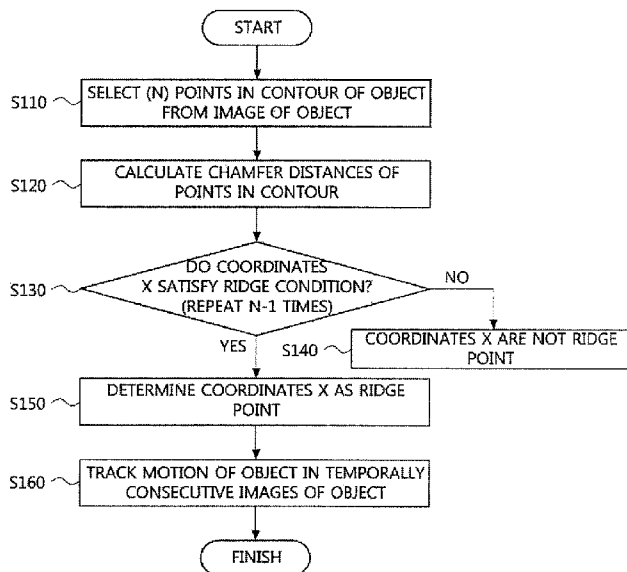 START
S110
SELECT (N) POINTS IN CONTOUR OF OBJECT
FROM IMAGE OF OBJECT
S120
CALCULATE CHAMFER DISTANCES OF
POINTS IN CONTOUR
S130
DO COORDINATES
X SATISFY RIDGE CONDITION?
(REPEAT N-1 TIMES)
NO
YES
S140
COORDINATES X ARE NOT RIDGE
POINT
S150
DETERMINE COORDINATES X AS RIDGE
POINT
S160
TRACK MOTION OF OBJECT IN TEMPORALLY
CONSECUTIVE IMAGES OF OBJECT
FINISH